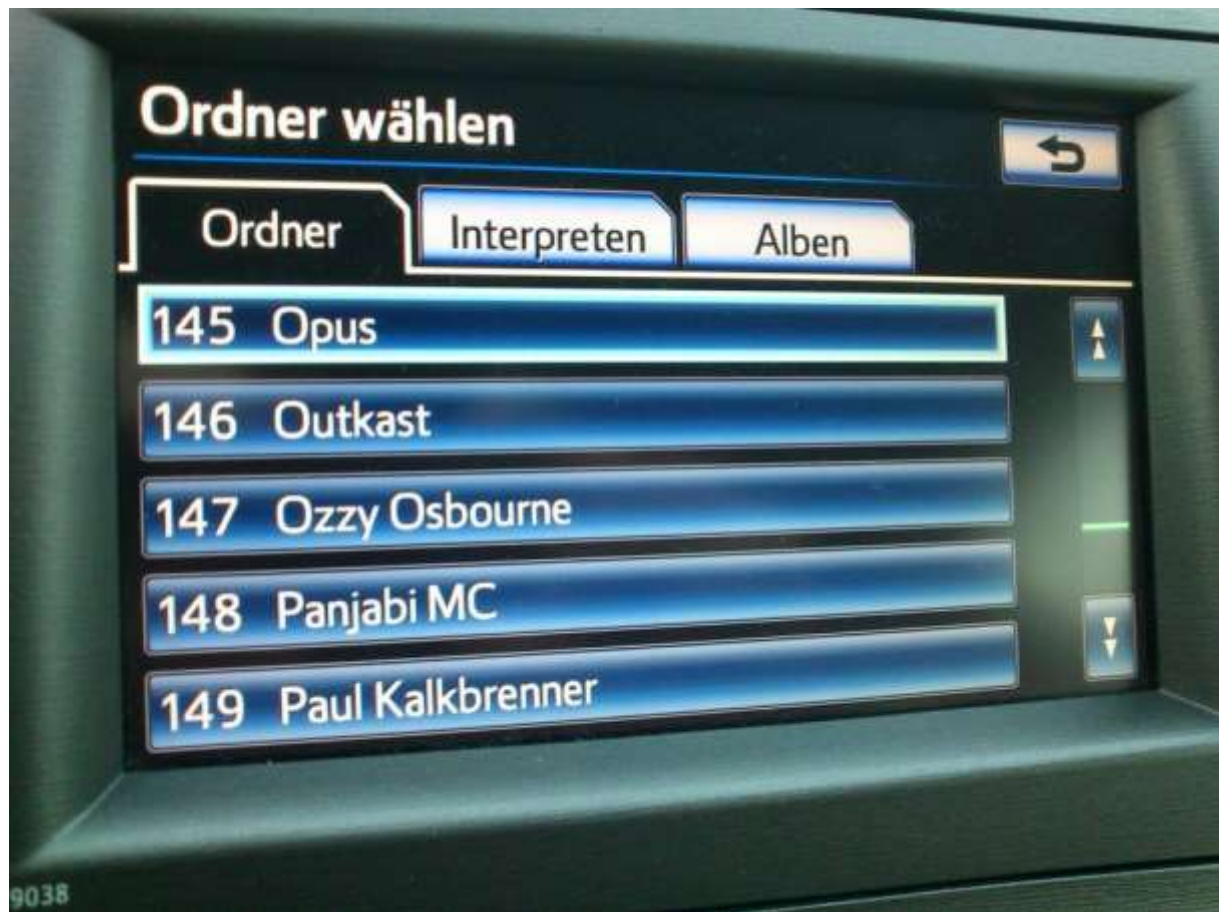 Ordner wählen
Ordner Interpreten Alben
145 Opus
146 Outkast
147 Ozzy Osbourne
148 Panjabi MC
149 Paul Kalkbrenner
9038